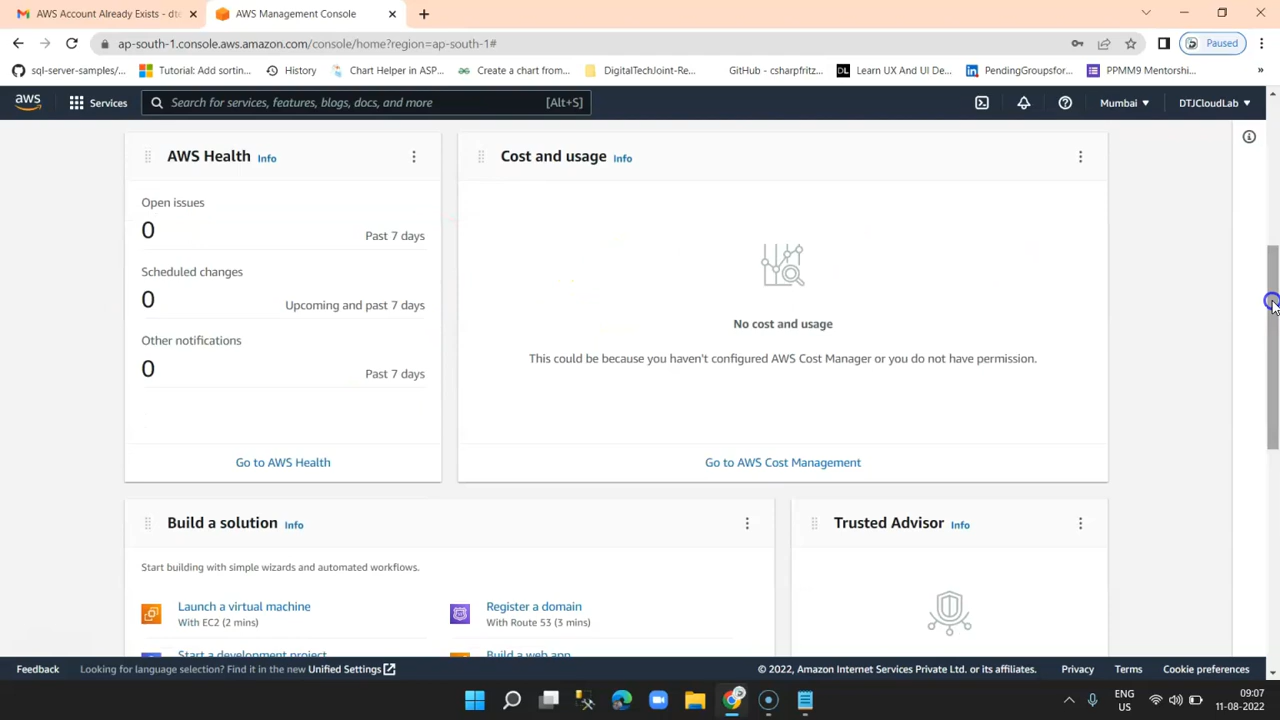 AWS Account Already Exists - dte
AWS Management Console
ap-south-1.console.aws.amazon.com/console/home?region=ap-south-1#
Paused
sql-server-samples/...
Tutorial: Add sortin...
History
Chart Helper in ASP...
Create a chart from...
DigitalTechJoint-Re...
GitHub - csharpfritz...
DL Learn UX And UI De...
PendingGroupsfor...
PPMM9 Mentorshi...
»
aws Services Search for services, features, blogs, docs, and more [Alt+S] Mumbai DTJCloudLab
AWS Health Info
Open issues
0
Past 7 days
Scheduled changes
0
Upcoming and past 7 days
Other notifications
0
Past 7 days
Go to AWS Health
Cost and usage Info
No cost and usage
This could be because you haven't configured AWS Cost Manager or you do not have permission.
Go to AWS Cost Management
Build a solution Info
Start building with simple wizards and automated workflows.
Launch a virtual machine
With EC2 (2 mins)
Register a domain
With Route 53 (3 mins)
Start a development project
Build a web app
Trusted Advisor Info
Feedback Looking for language selection? Find it in the new Unified Settings © 2022, Amazon Internet Services Private Ltd. or its affiliates. Privacy Terms Cookie preferences
ENG
US
09:07
11-08-2022